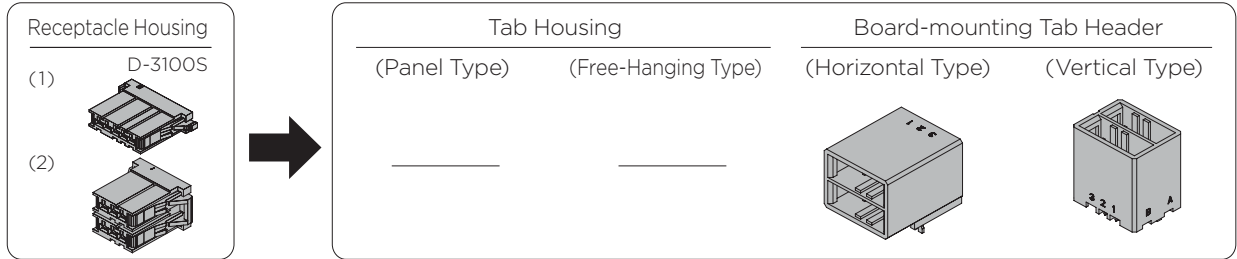 Receptacle Housing
D-3100S
(1)
(2)
Tab Housing
Board-mounting Tab Header
(Panel Type)
(Free-Hanging Type)
(Horizontal Type)
(Vertical Type)
3 2 1
3 2 1 B A